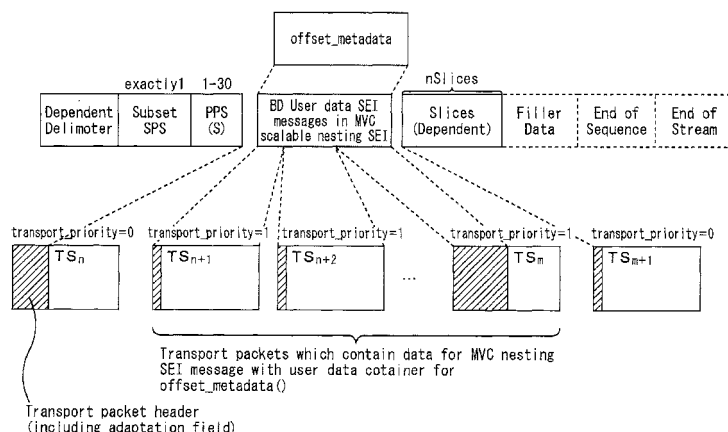 offset_metadata
exactly1 1-30 nSlices
Dependent
Delimoter
Subset
SPS
PPS
(S)
BD User data SEI
messages in MVC
scalable nesting SEI
Slices
(Dependent)
Filler
Data
End of
Sequence
End of
Stream
transport_priority=0 transport_priority=1 transport_priority=1 transport_priority=1 transport_priority=0
TSn TSn+1 TSn+2 ... TSm TSm+1
Transport packets which contain data for MVC nesting
SEI message with user data cotainer for
offset_metadata()
Transport packet header
(including adaptation field)